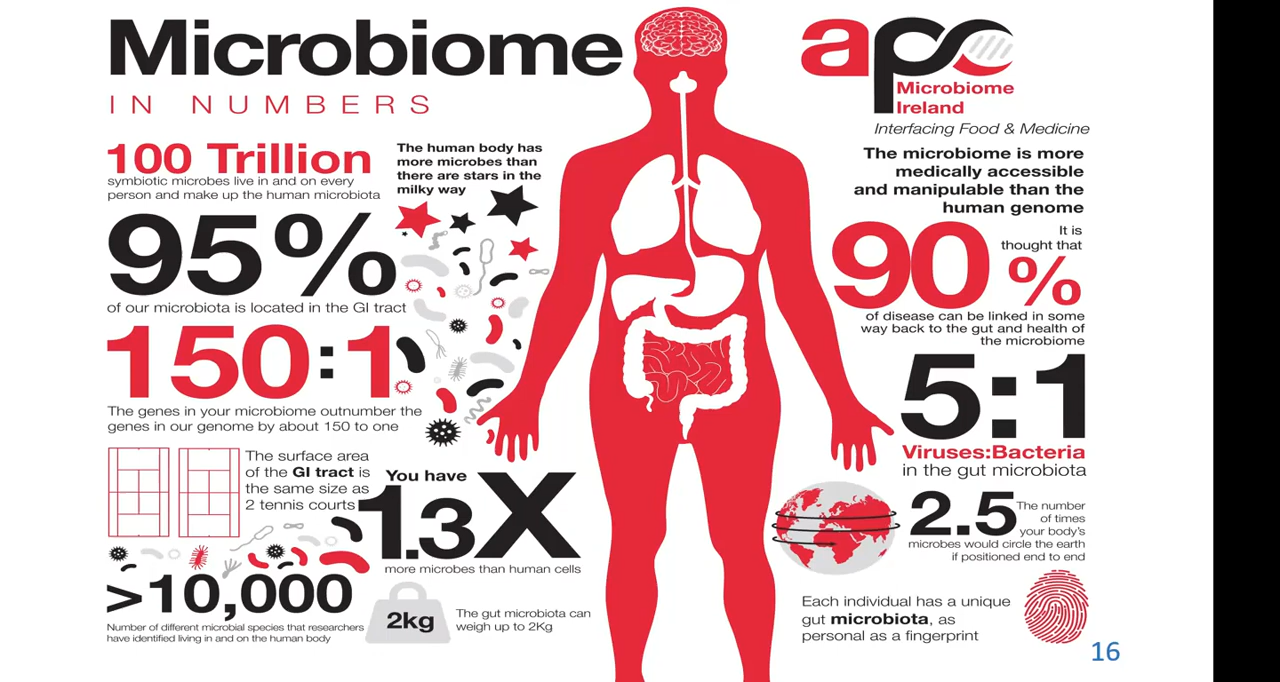 Microbiome
IN NUMBERS
100 Trillion
symbiotic microbes live in and on every
person and make up the human microbiota
The human body has
more microbes than
there are stars in the
milky way
95%
of our microbiota is located in the GI tract
150:1
The genes in your microbiome outnumber the
genes in our genome by about 150 to one
The surface area
of the GI tract is
the same size as
2 tennis courts
You have
1.3X
more microbes than human cells
>10,000
Number of different microbial species that researchers
have identified living in and on the human body
2kg
The gut microbiota can
weigh up to 2Kg
apc
Microbiome
Ireland
Interfacing Food & Medicine
The microbiome is more
medically accessible
and manipulable than the
human genome
It is
thought that
90%
of disease can be linked in some
way back to the gut and health of
the microbiome
5:1
Viruses:Bacteria
in the gut microbiota
2.5
The number
of times
your body's
microbes would circle the earth
if positioned end to end
Each individual has a unique
gut microbiota, as
personal as a fingerprint
16